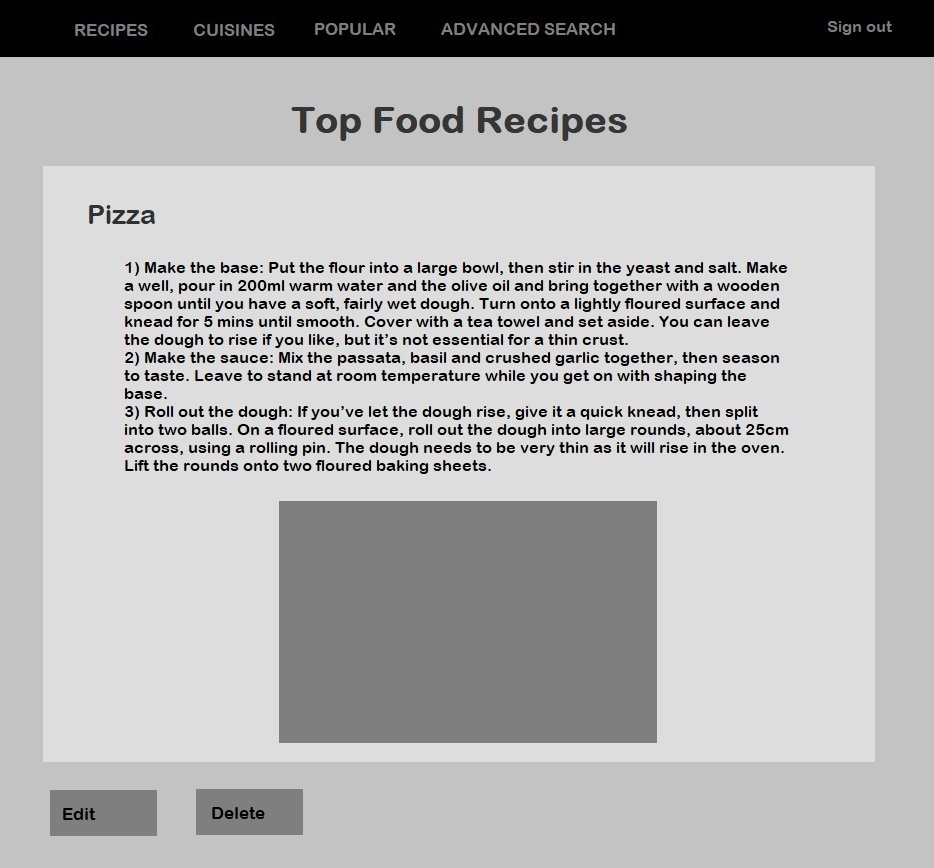 RECIPES CUISINES POPULAR ADVANCED SEARCH Sign out
Top Food Recipes
Pizza
1) Make the base: Put the flour into a large bowl, then stir in the yeast and salt. Make
a well, pour in 200ml warm water and the olive oil and bring together with a wooden
spoon until you have a soft, fairly wet dough. Turn onto a lightly floured surface and
knead for 5 mins until smooth. Cover with a tea towel and set aside. You can leave
the dough to rise if you like, but it’s not essential for a thin crust.
2) Make the sauce: Mix the passata, basil and crushed garlic together, then season
to taste. Leave to stand at room temperature while you get on with shaping the
base.
3) Roll out the dough: If you’ve let the dough rise, give it a quick knead, then split
into two balls. On a floured surface, roll out the dough into large rounds, about 25cm
across, using a rolling pin. The dough needs to be very thin as it will rise in the oven.
Lift the rounds onto two floured baking sheets.
Edit Delete